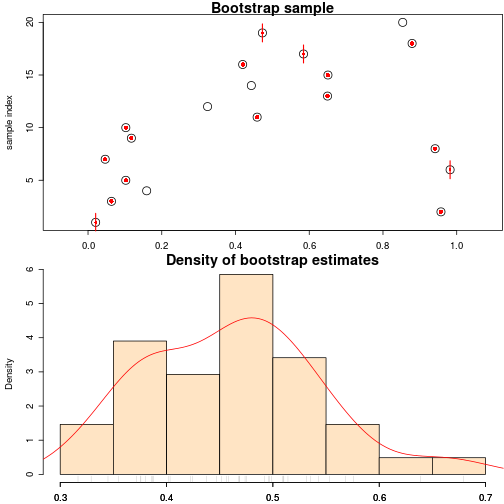 Bootstrap sample
sample index
20
15
10
5
0.0 0.2 0.4 0.6 0.8 1.0
Density of bootstrap estimates
Density
6
5
4
3
2
1
0
0.3 0.4 0.5 0.6 0.7